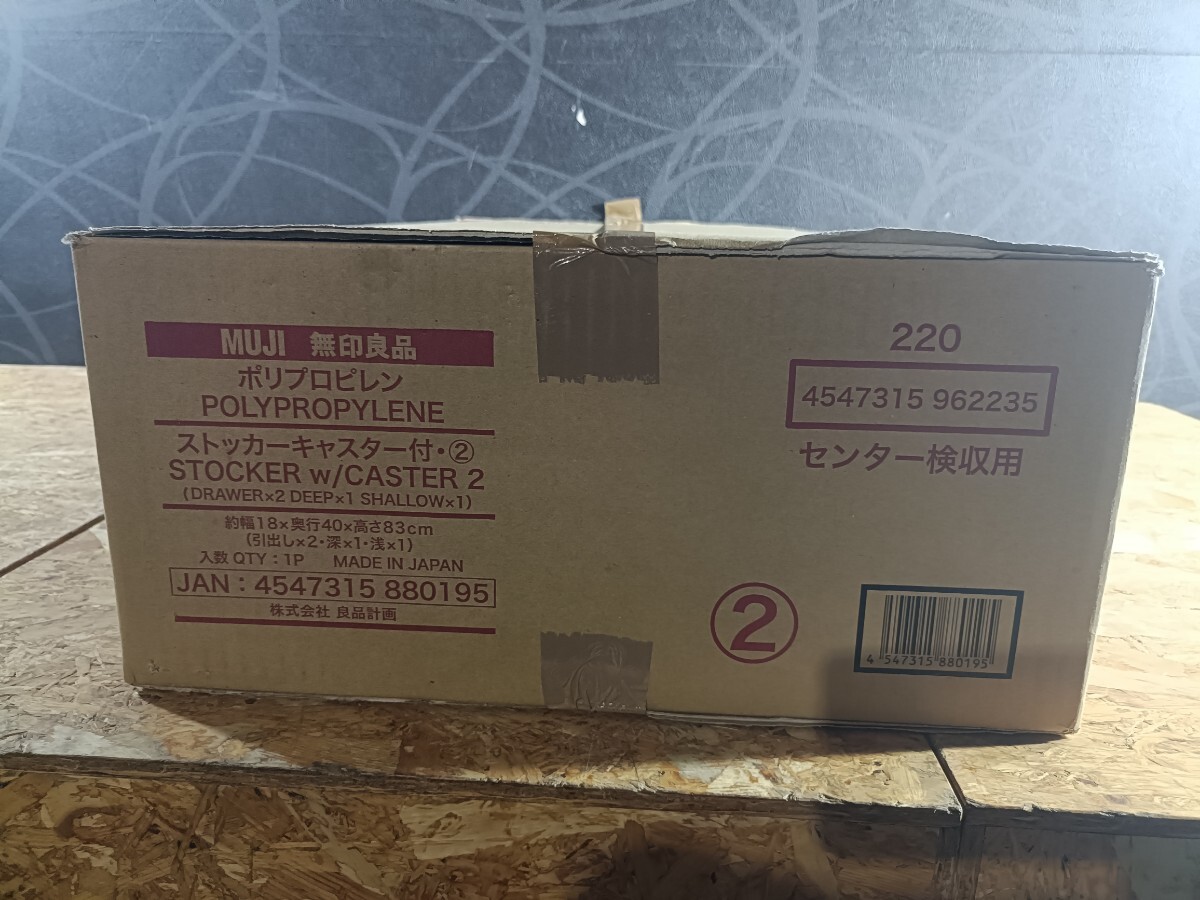 MUJI 無印良品
ポリプロピレン
POLYPROPYLENE
ストッカーキャスター付・②
STOCKER w/CASTER 2
(DRAWER×2 DEEP×1 SHALLOW×1)
約幅18×奥行40×高さ83cm
(引出し×2・深×1・浅×1)
入数 QTY：1P MADE IN JAPAN
JAN：4547315 880195
株式会社 良品計画
220
4547315 962235
センター検収用
②
4 547315 880195